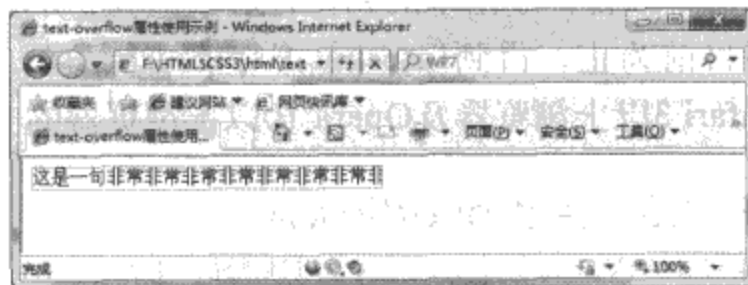 text-overflow属性使用示例 - Windows Internet Explorer
F:\HTML5CSS3\html\text
收藏夹 建议网站 网页快讯库
text-overflow属性使用... 页面(P) 安全(S) 工具(O)
这是一句非常非常非常非常非常非常非常非
完成 100%